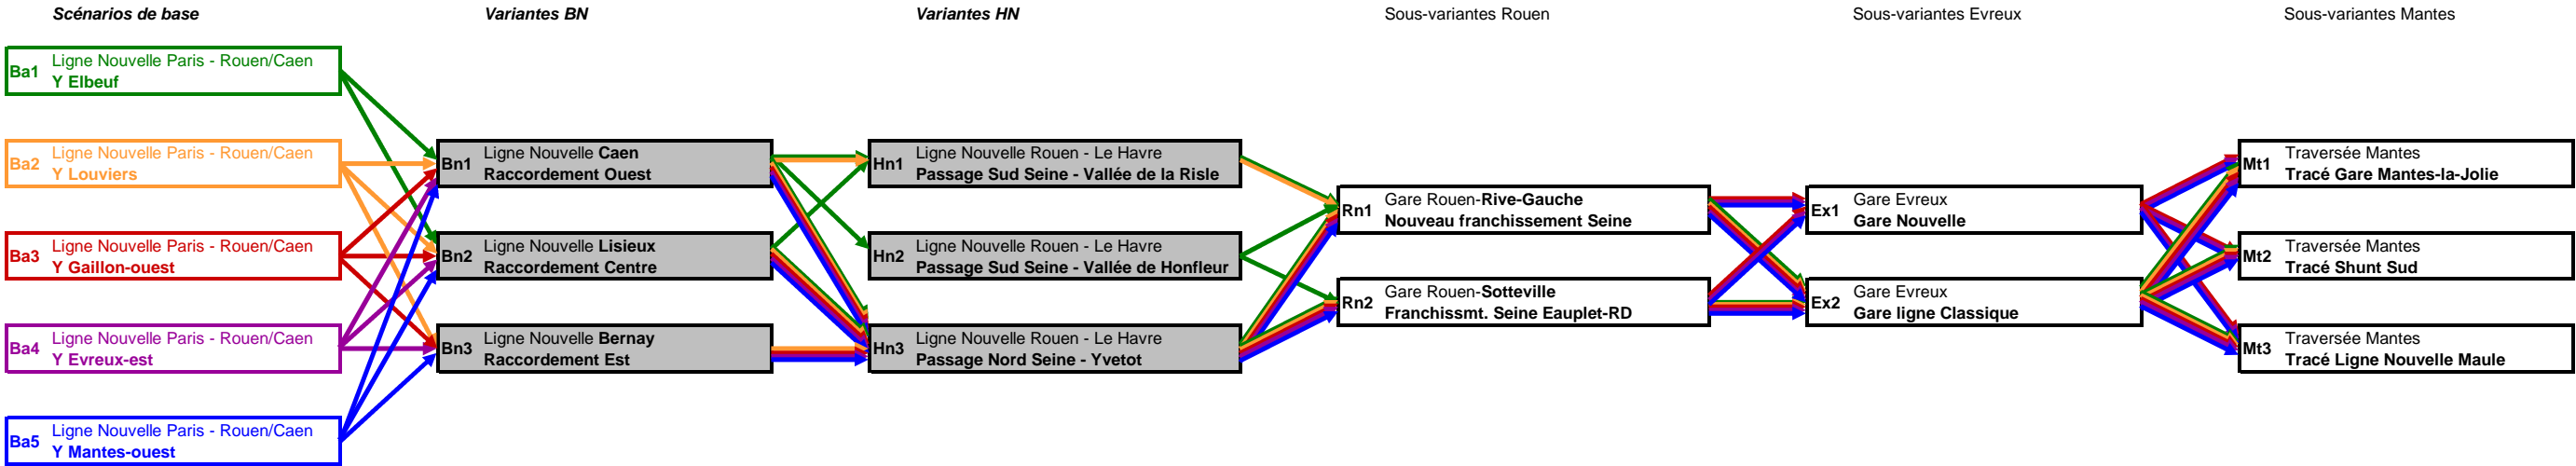 Scénarios de base
Variantes BN
Variantes HN
Sous-variantes Rouen
Sous-variantes Evreux
Sous-variantes Mantes
Ba1
Ligne Nouvelle Paris - Rouen/Caen
Y Elbeuf
Ba2
Ligne Nouvelle Paris - Rouen/Caen
Y Louviers
Ba3
Ligne Nouvelle Paris - Rouen/Caen
Y Gaillon-ouest
Ba4
Ligne Nouvelle Paris - Rouen/Caen
Y Evreux-est
Ba5
Ligne Nouvelle Paris - Rouen/Caen
Y Mantes-ouest
Bn1
Ligne Nouvelle Caen
Raccordement Ouest
Bn2
Ligne Nouvelle Lisieux
Raccordement Centre
Bn3
Ligne Nouvelle Bernay
Raccordement Est
Hn1
Ligne Nouvelle Rouen - Le Havre
Passage Sud Seine - Vallée de la Risle
Hn2
Ligne Nouvelle Rouen - Le Havre
Passage Sud Seine - Vallée de Honfleur
Hn3
Ligne Nouvelle Rouen - Le Havre
Passage Nord Seine - Yvetot
Rn1
Gare Rouen-Rive-Gauche
Nouveau franchissement Seine
Rn2
Gare Rouen-Sotteville
Franchissmt. Seine Eauplet-RD
Ex1
Gare Evreux
Gare Nouvelle
Ex2
Gare Evreux
Gare ligne Classique
Mt1
Traversée Mantes
Tracé Gare Mantes-la-Jolie
Mt2
Traversée Mantes
Tracé Shunt Sud
Mt3
Traversée Mantes
Tracé Ligne Nouvelle Maule